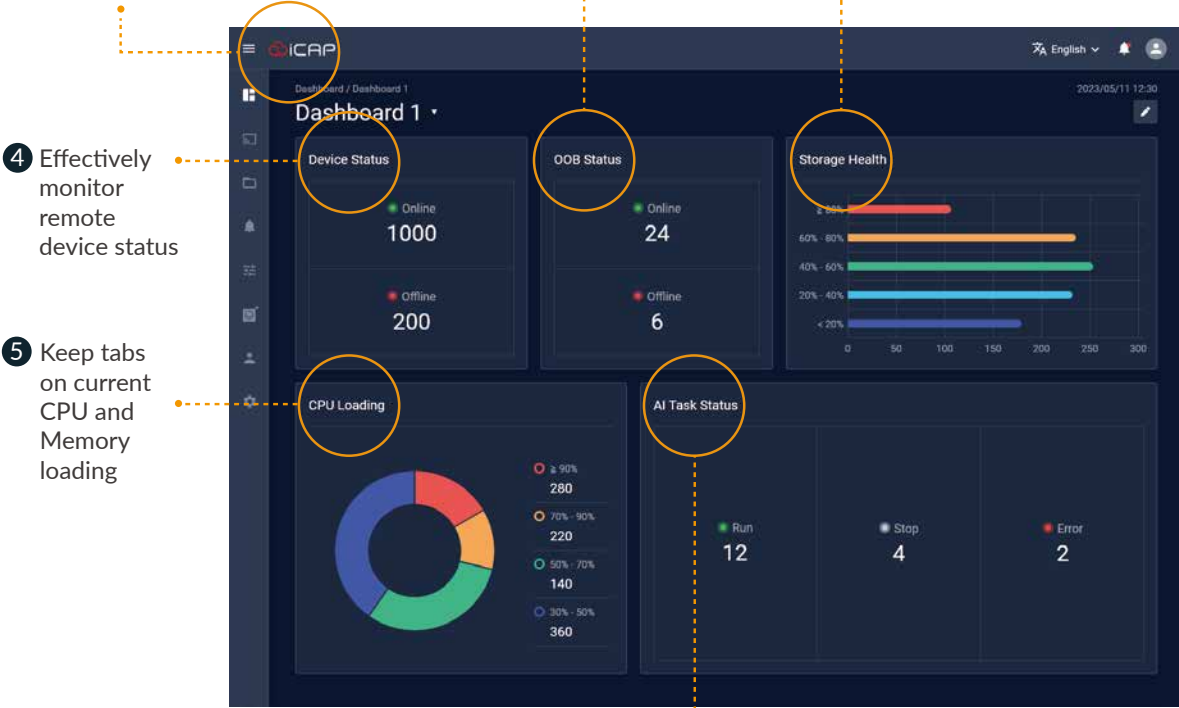 iCAP
English
Dashboard / Dashboard 1
2023/05/11 12:30
Dashboard 1
4 Effectively
monitor
remote
device status
5 Keep tabs
on current
CPU and
Memory
loading
Device Status
Online
1000
Offline
200
OOB Status
Online
24
Offline
6
Storage Health
≥ 80%
60% - 80%
40% - 60%
20% - 40%
< 20%
0 50 100 150 200 250 300
CPU Loading
≥ 90%
280
70% - 90%
220
50% - 70%
140
30% - 50%
360
AI Task Status
Run
12
Stop
4
Error
2